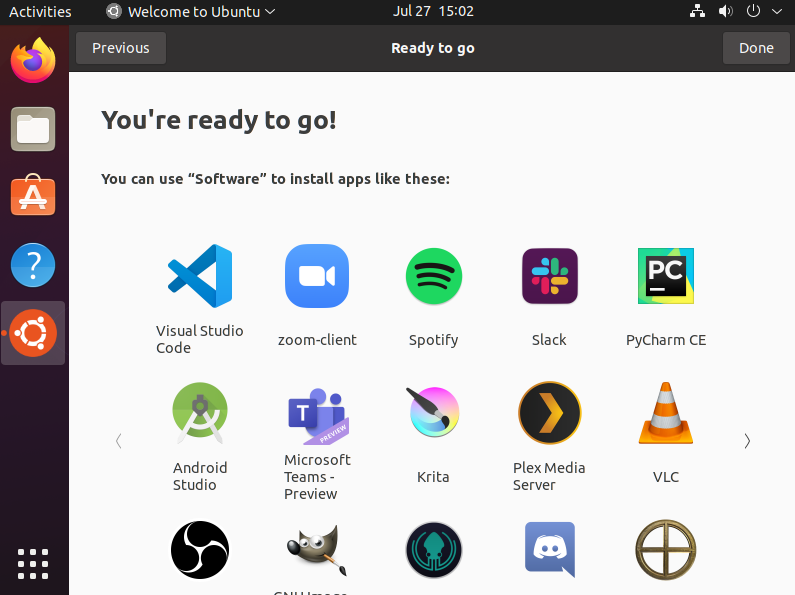 Activities
Welcome to Ubuntu
Jul 27 15:02
Previous
Ready to go
Done
You're ready to go!
You can use “Software” to install apps like these:
PC
Visual Studio
Code
zoom-client
Spotify
Slack
PyCharm CE
T
PREVIEW
Android
Studio
Microsoft
Teams -
Preview
Krita
Plex Media
Server
VLC
GNU Image